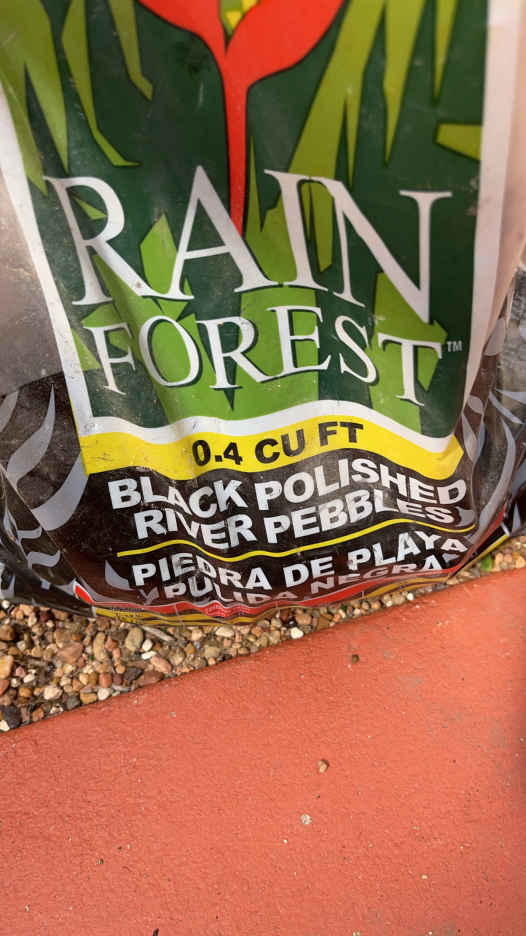 RAIN
FOREST™
0.4 CU FT
BLACK POLISHED
RIVER PEBBLES
PIEDRA DE PLAYA
PULIDA NEGRA